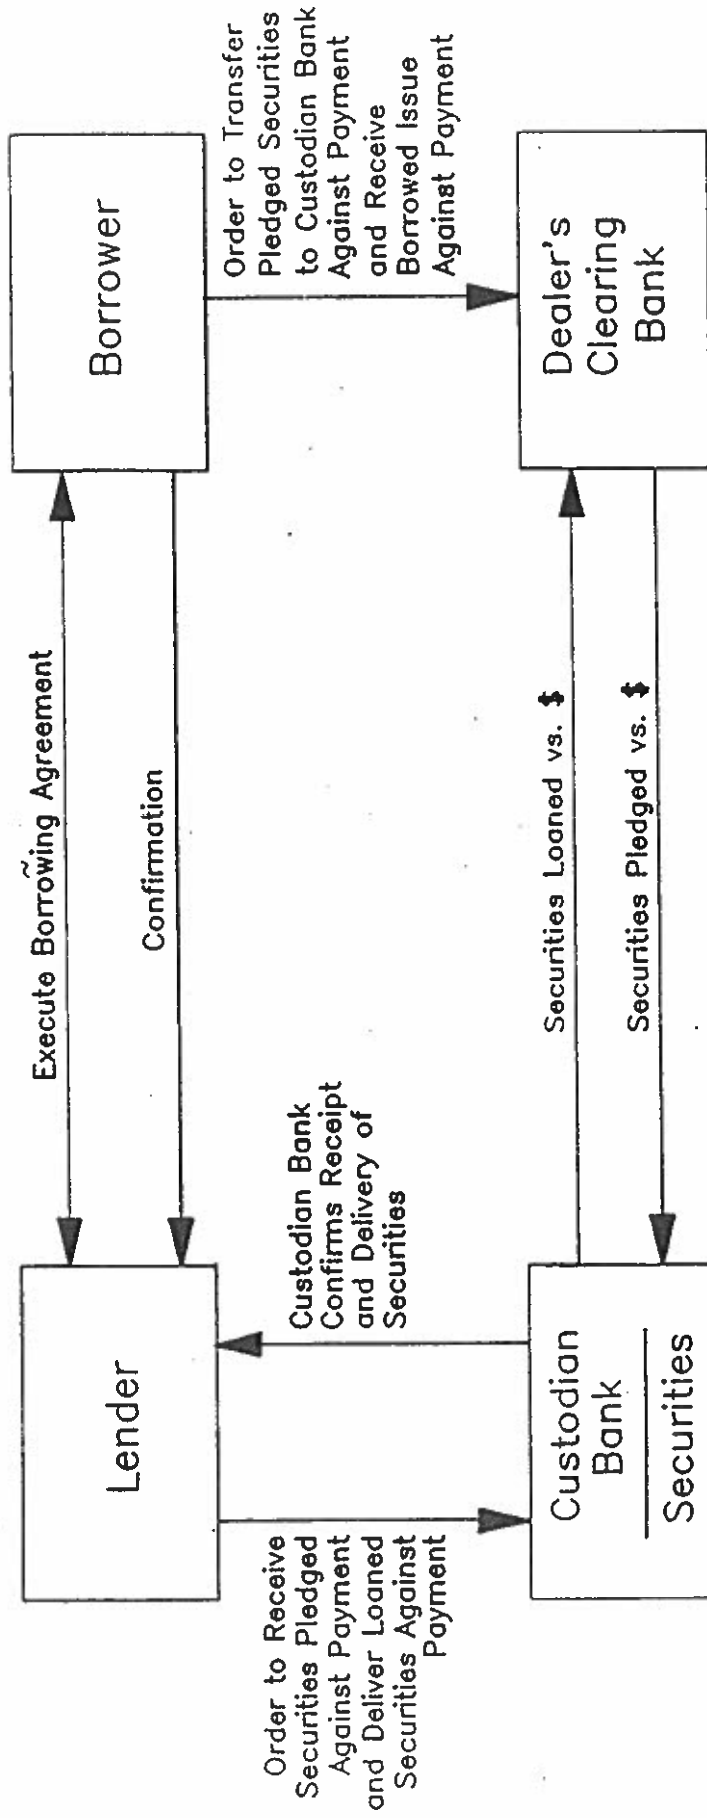 Execute Borrowing Agreement
Lender
Borrower
Confirmation
Order to Receive
Securities Pledged
Against Payment
and Deliver Loaned
Securities Against
Payment
Custodian Bank
Confirms Receipt
and Delivery of
Securities
Order to Transfer
Pledged Securities
to Custodian Bank
Against Payment
and Receive
Borrowed Issue
Against Payment
Custodian
Bank
Securities
Securities Loaned vs. $
Securities Pledged vs. $
Dealer's
Clearing
Bank